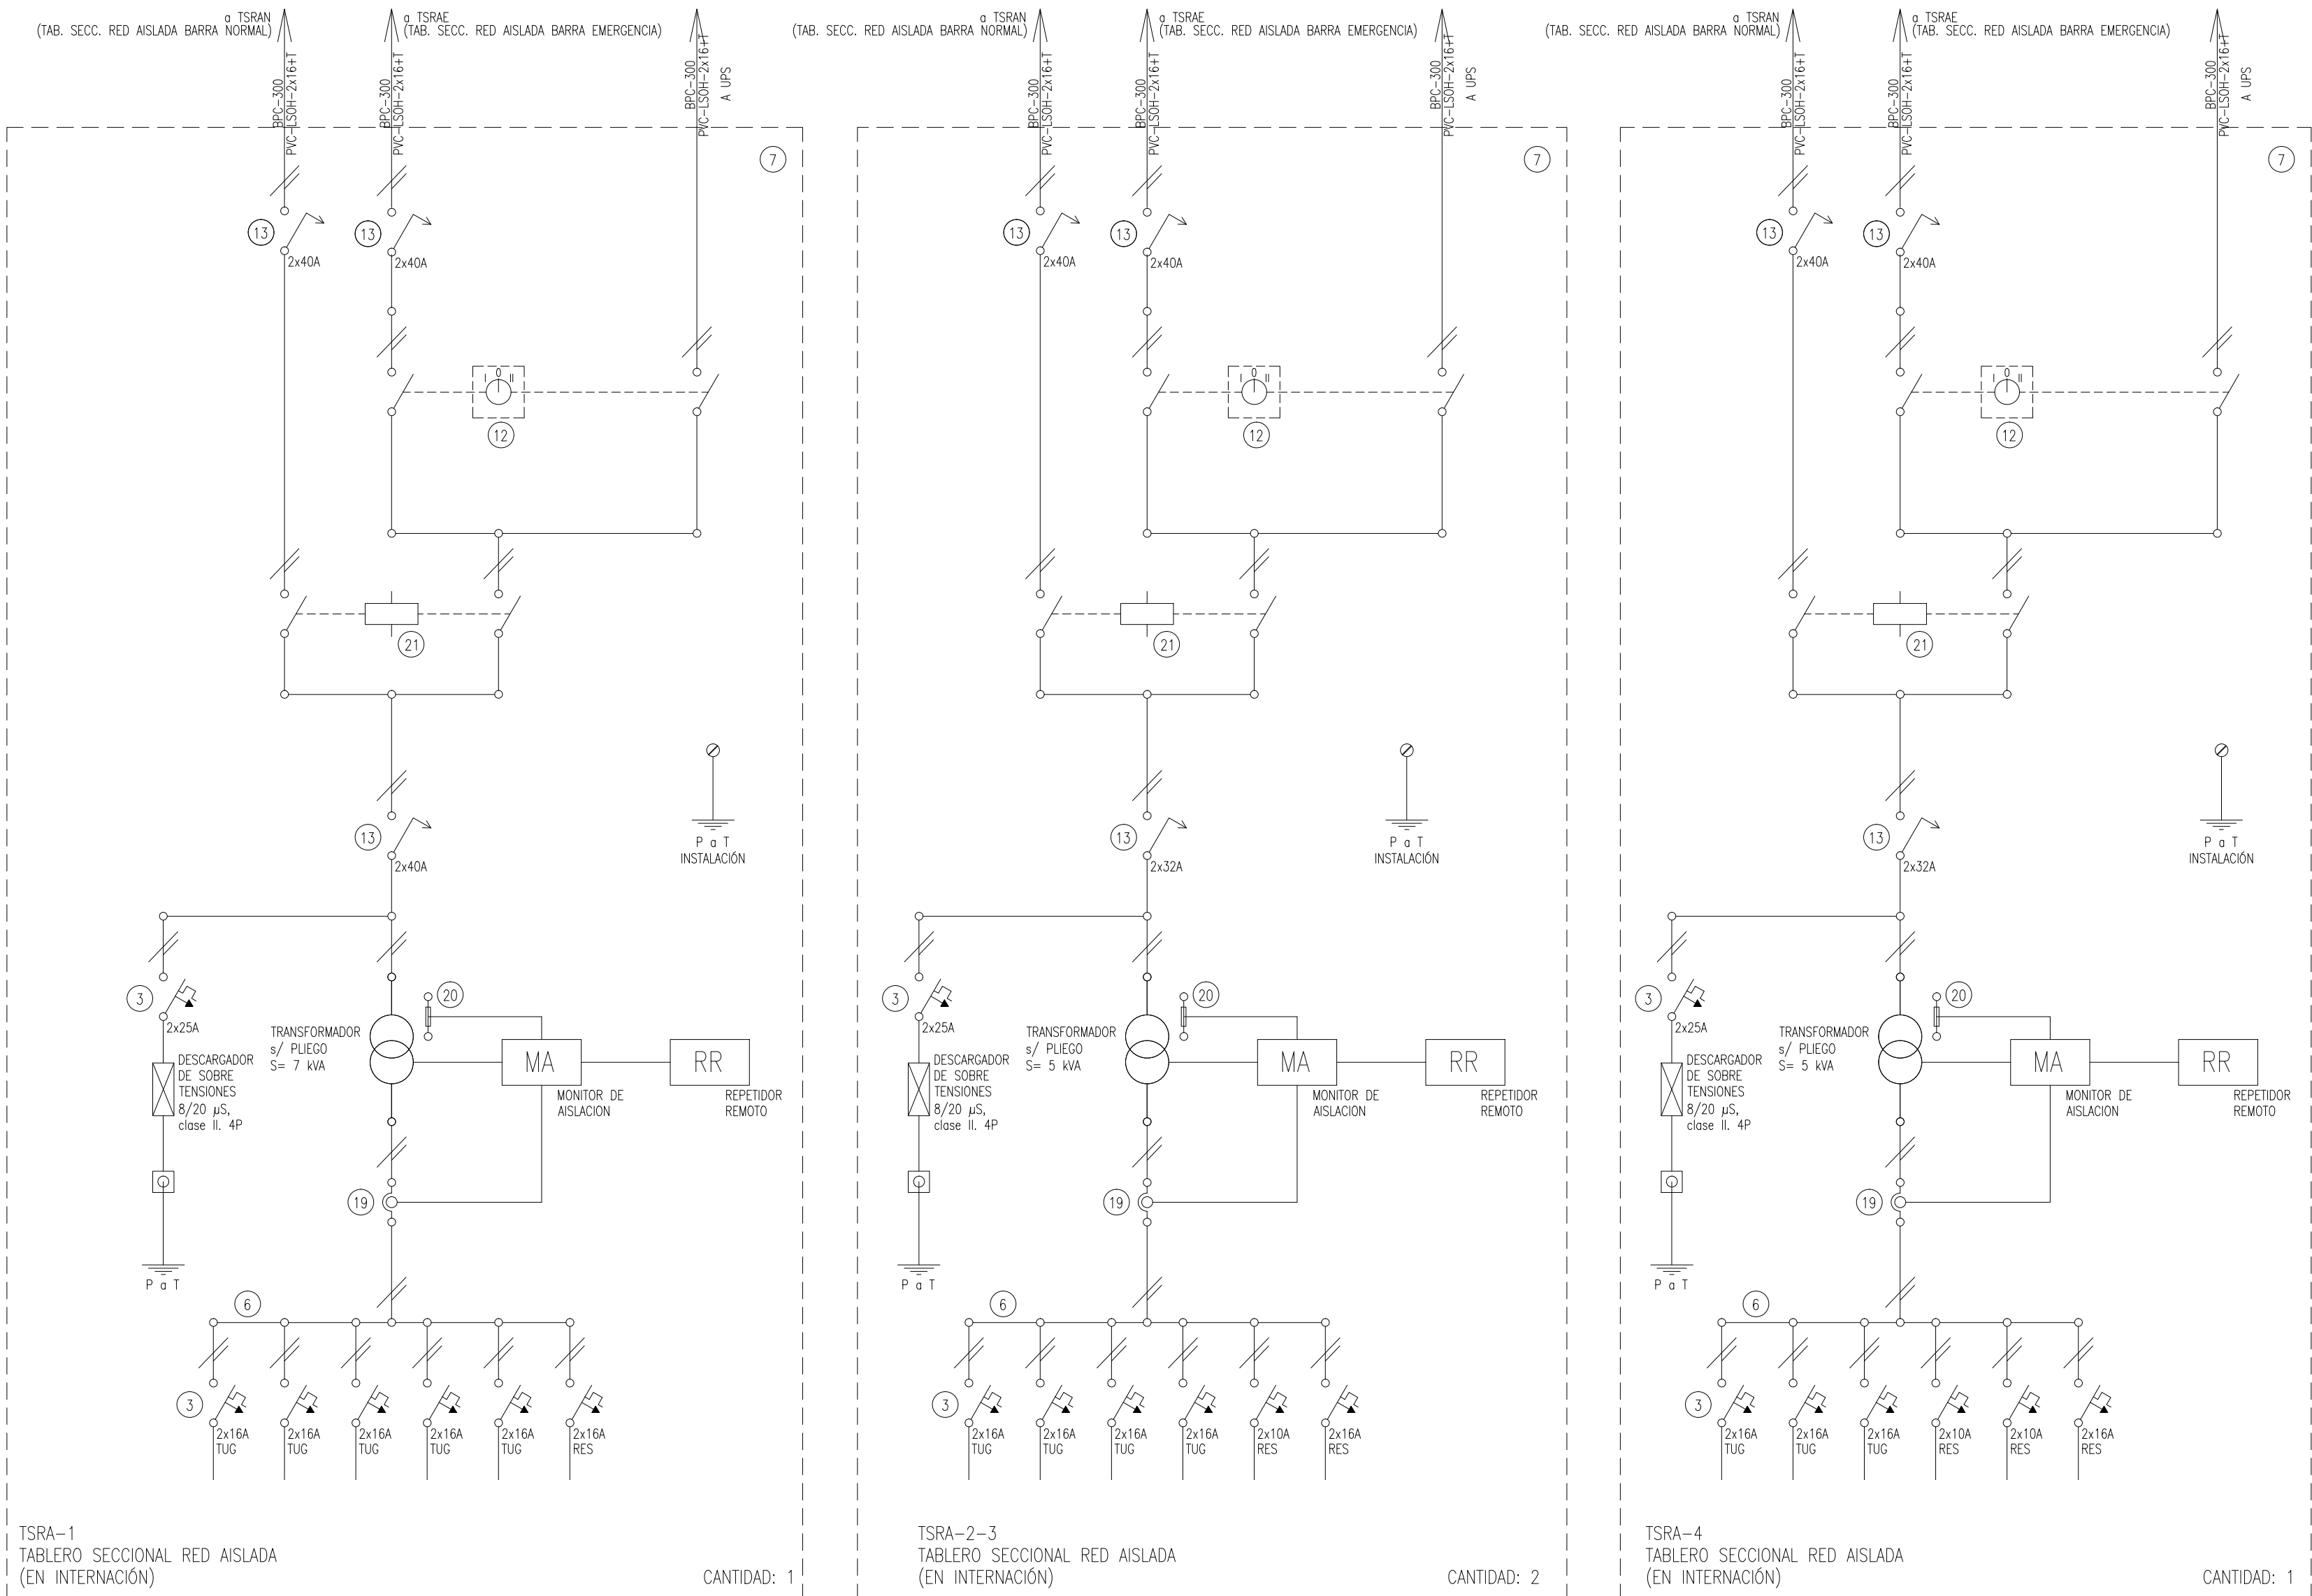 a TSRAN
(TAB. SECC. RED AISLADA BARRA NORMAL)
a TSRAE
(TAB. SECC. RED AISLADA BARRA EMERGENCIA)
BPC-300
PVC-LSOH-2x16+T
BPC-300
PVC-LSOH-2x16+T
BPC-300
PVC-LSOH-2x16+T
A UPS
7
13
2x40A
13
2x40A
I 0 II
12
21
13
2x40A
P a T
INSTALACIÓN
3
2x25A
DESCARGADOR
DE SOBRE
TENSIONES
8/20 µS,
clase II. 4P
P a T
TRANSFORMADOR
s/ PLIEGO
S= 7 kVA
20
MA
MONITOR DE
AISLACION
RR
REPETIDOR
REMOTO
19
6
3
2x16A
TUG
2x16A
TUG
2x16A
TUG
2x16A
TUG
2x16A
TUG
2x16A
RES
TSRA-1
TABLERO SECCIONAL RED AISLADA
(EN INTERNACIÓN)
CANTIDAD: 1
a TSRAN
(TAB. SECC. RED AISLADA BARRA NORMAL)
a TSRAE
(TAB. SECC. RED AISLADA BARRA EMERGENCIA)
BPC-300
PVC-LSOH-2x16+T
BPC-300
PVC-LSOH-2x16+T
BPC-300
PVC-LSOH-2x16+T
A UPS
7
13
2x40A
13
2x40A
I 0 II
12
21
13
2x32A
P a T
INSTALACIÓN
3
2x25A
DESCARGADOR
DE SOBRE
TENSIONES
8/20 µS,
clase II. 4P
P a T
TRANSFORMADOR
s/ PLIEGO
S= 5 kVA
20
MA
MONITOR DE
AISLACION
RR
REPETIDOR
REMOTO
19
6
3
2x16A
TUG
2x16A
TUG
2x16A
TUG
2x16A
TUG
2x10A
RES
2x16A
RES
TSRA-2-3
TABLERO SECCIONAL RED AISLADA
(EN INTERNACIÓN)
CANTIDAD: 2
a TSRAN
(TAB. SECC. RED AISLADA BARRA NORMAL)
a TSRAE
(TAB. SECC. RED AISLADA BARRA EMERGENCIA)
BPC-300
PVC-LSOH-2x16+T
BPC-300
PVC-LSOH-2x16+T
BPC-300
PVC-LSOH-2x16+T
A UPS
7
13
2x40A
13
2x40A
I 0 II
12
21
13
2x32A
P a T
INSTALACIÓN
3
2x25A
DESCARGADOR
DE SOBRE
TENSIONES
8/20 µS,
clase II. 4P
P a T
TRANSFORMADOR
s/ PLIEGO
S= 5 kVA
20
MA
MONITOR DE
AISLACION
RR
REPETIDOR
REMOTO
19
6
3
2x16A
TUG
2x16A
TUG
2x16A
TUG
2x10A
RES
2x10A
RES
2x16A
RES
TSRA-4
TABLERO SECCIONAL RED AISLADA
(EN INTERNACIÓN)
CANTIDAD: 1